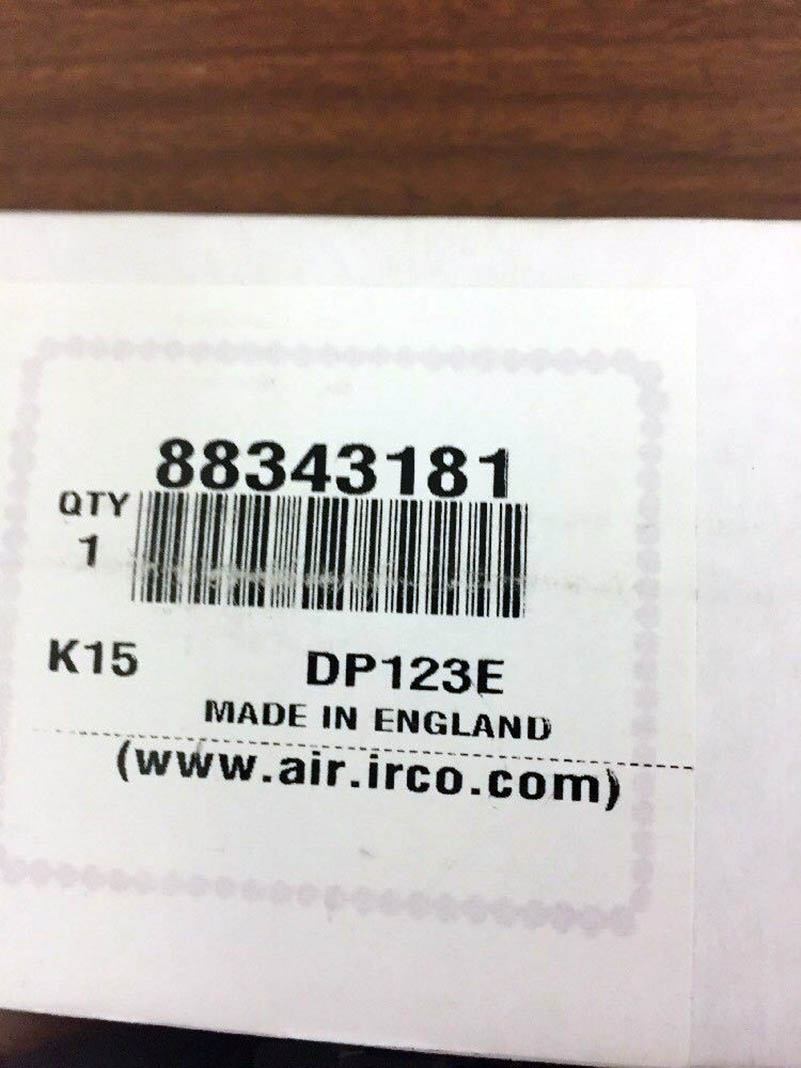 88343181
QTY
1
K15 DP123E
MADE IN ENGLAND
(www.air.irco.com)